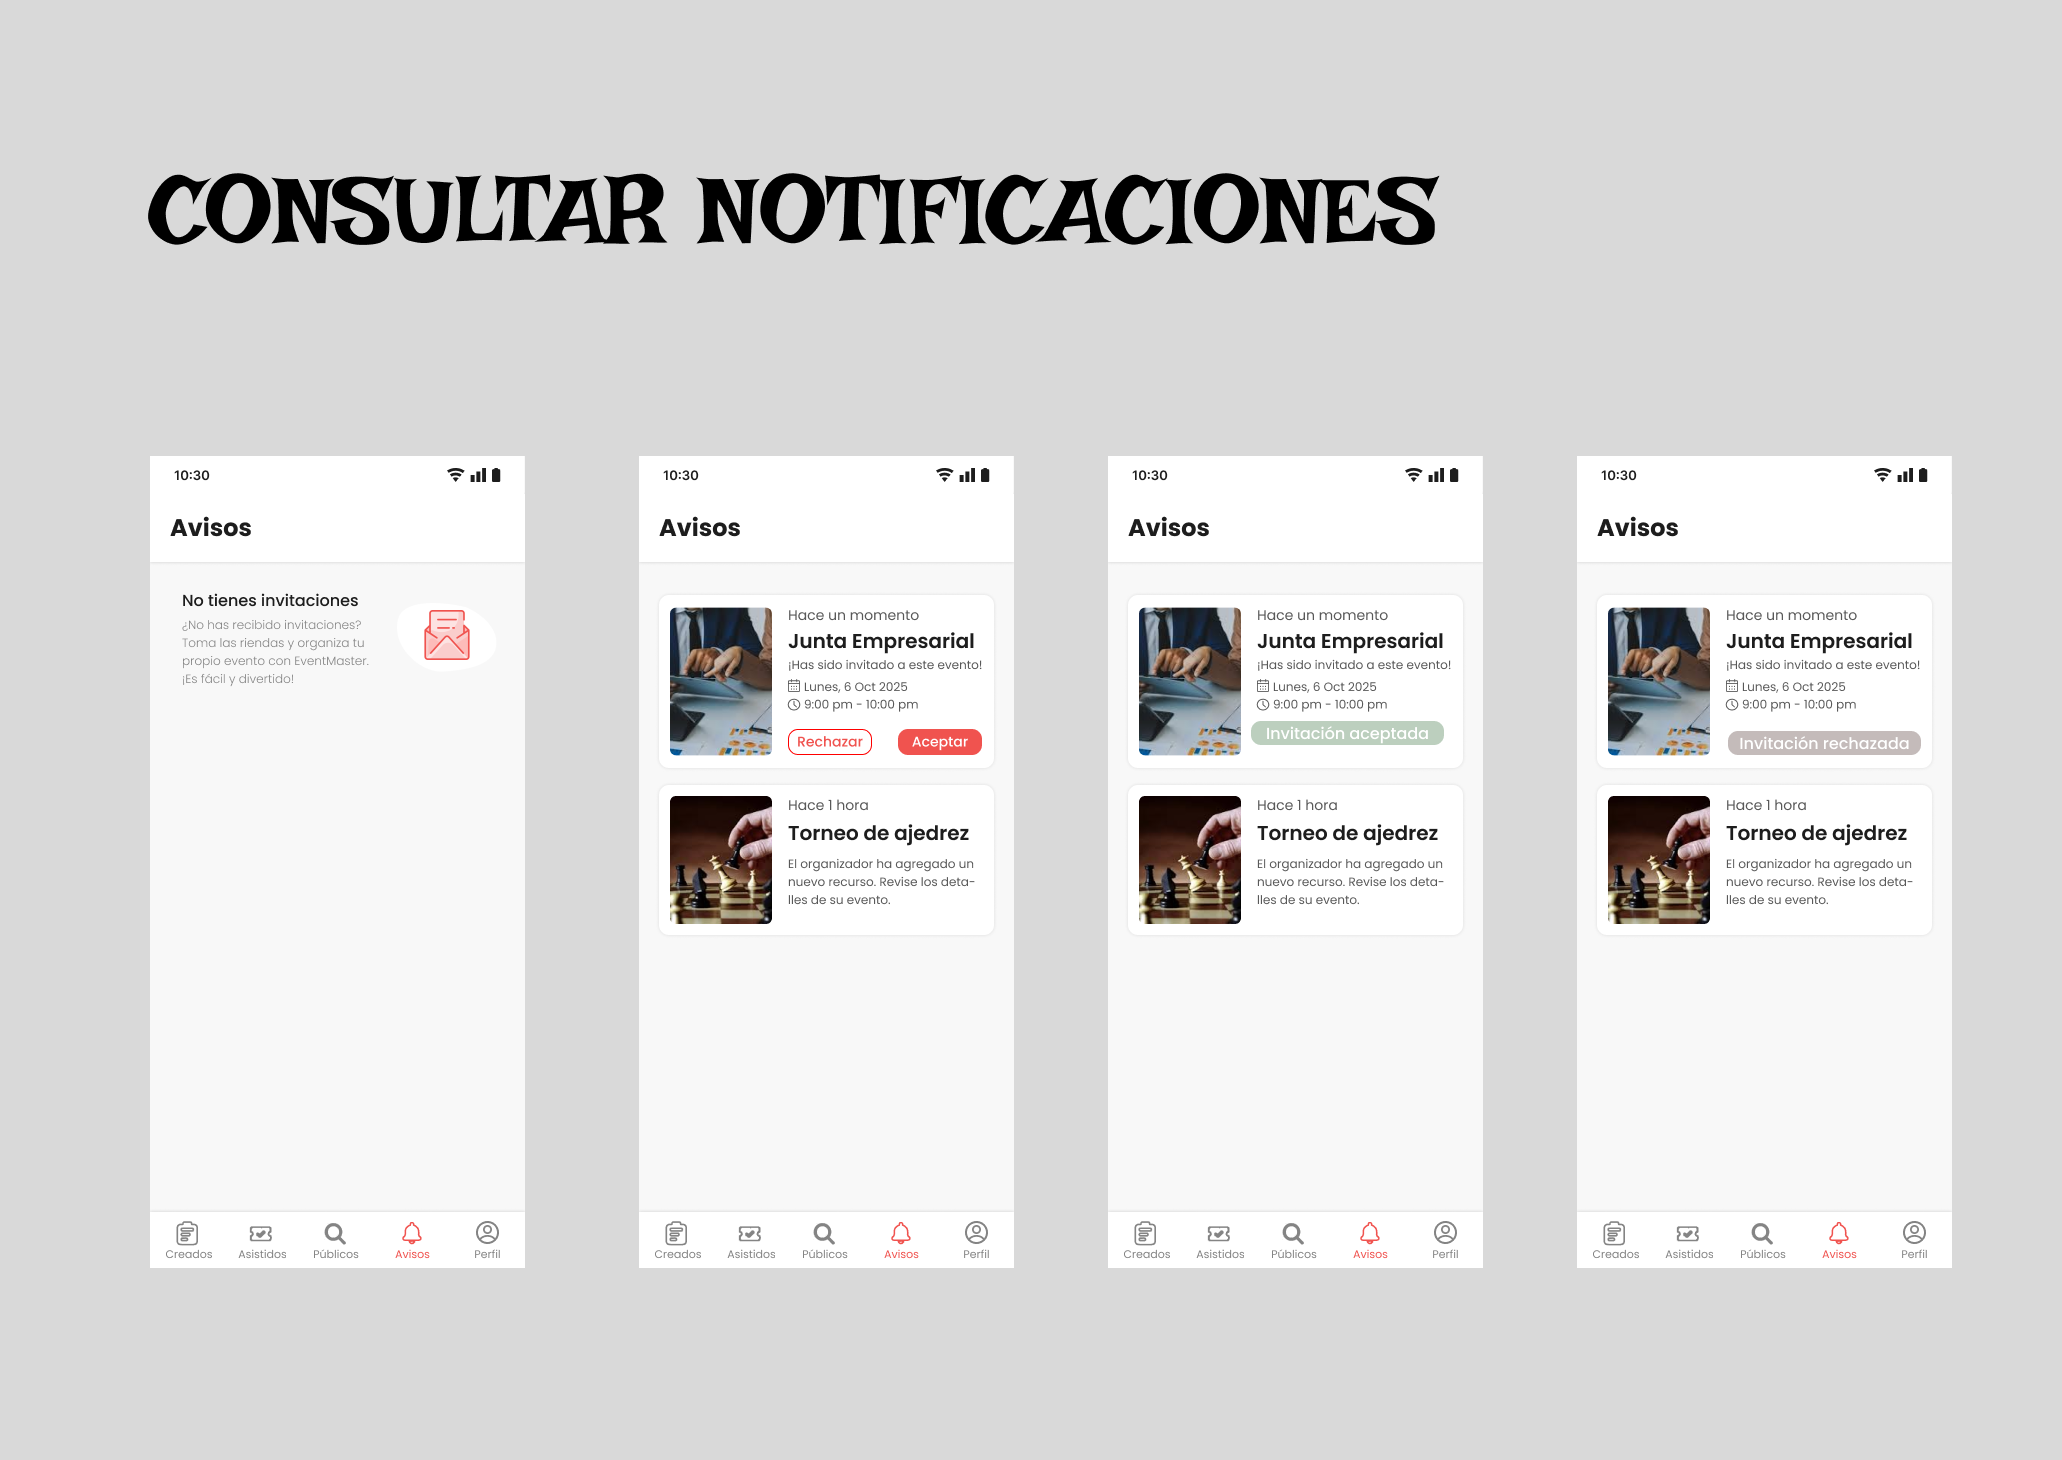 CONSULTAR NOTIFICACIONES
10:30
Avisos
No tienes invitaciones
¿No has recibido invitaciones?
Toma las riendas y organiza tu
propio evento con EventMaster.
¡Es fácil y divertido!
Creados
Asistidos
Públicos
Avisos
Perfil
10:30
Avisos
Hace un momento
Junta Empresarial
¡Has sido invitado a este evento!
Lunes, 6 Oct 2025
9:00 pm - 10:00 pm
Rechazar
Aceptar
Hace 1 hora
Torneo de ajedrez
El organizador ha agregado un
nuevo recurso. Revise los deta-
lles de su evento.
Creados
Asistidos
Públicos
Avisos
Perfil
10:30
Avisos
Hace un momento
Junta Empresarial
¡Has sido invitado a este evento!
Lunes, 6 Oct 2025
9:00 pm - 10:00 pm
Invitación aceptada
Hace 1 hora
Torneo de ajedrez
El organizador ha agregado un
nuevo recurso. Revise los deta-
lles de su evento.
Creados
Asistidos
Públicos
Avisos
Perfil
10:30
Avisos
Hace un momento
Junta Empresarial
¡Has sido invitado a este evento!
Lunes, 6 Oct 2025
9:00 pm - 10:00 pm
Invitación rechazada
Hace 1 hora
Torneo de ajedrez
El organizador ha agregado un
nuevo recurso. Revise los deta-
lles de su evento.
Creados
Asistidos
Públicos
Avisos
Perfil